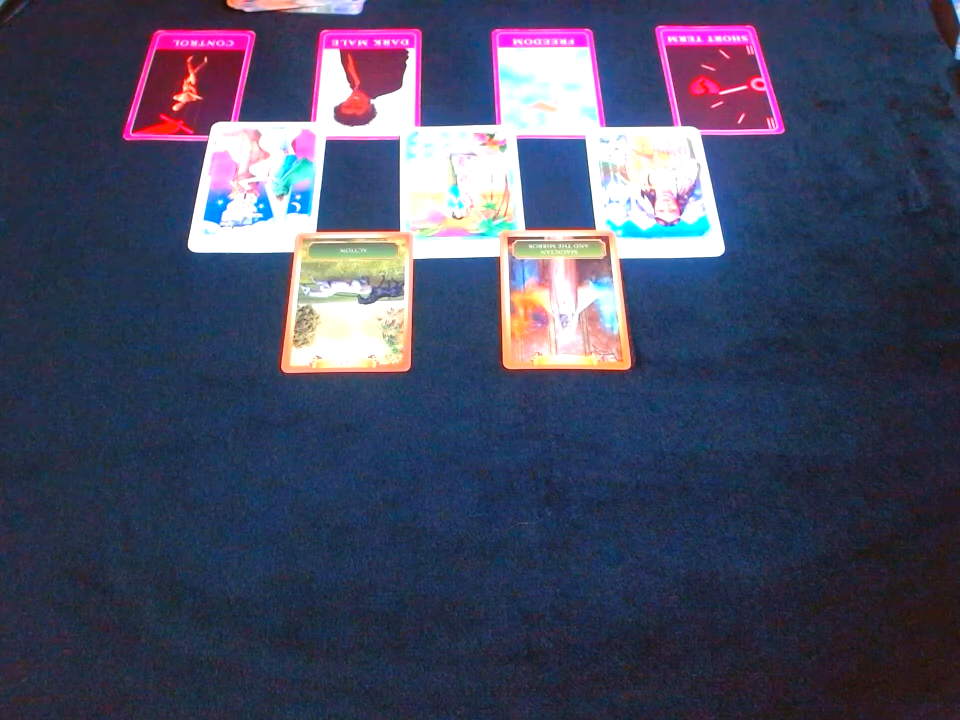 CONTROL
DARK MALE
FREEDOM
SHORT TERM
ACTION
MAGICIAN
AND THE MIRROR